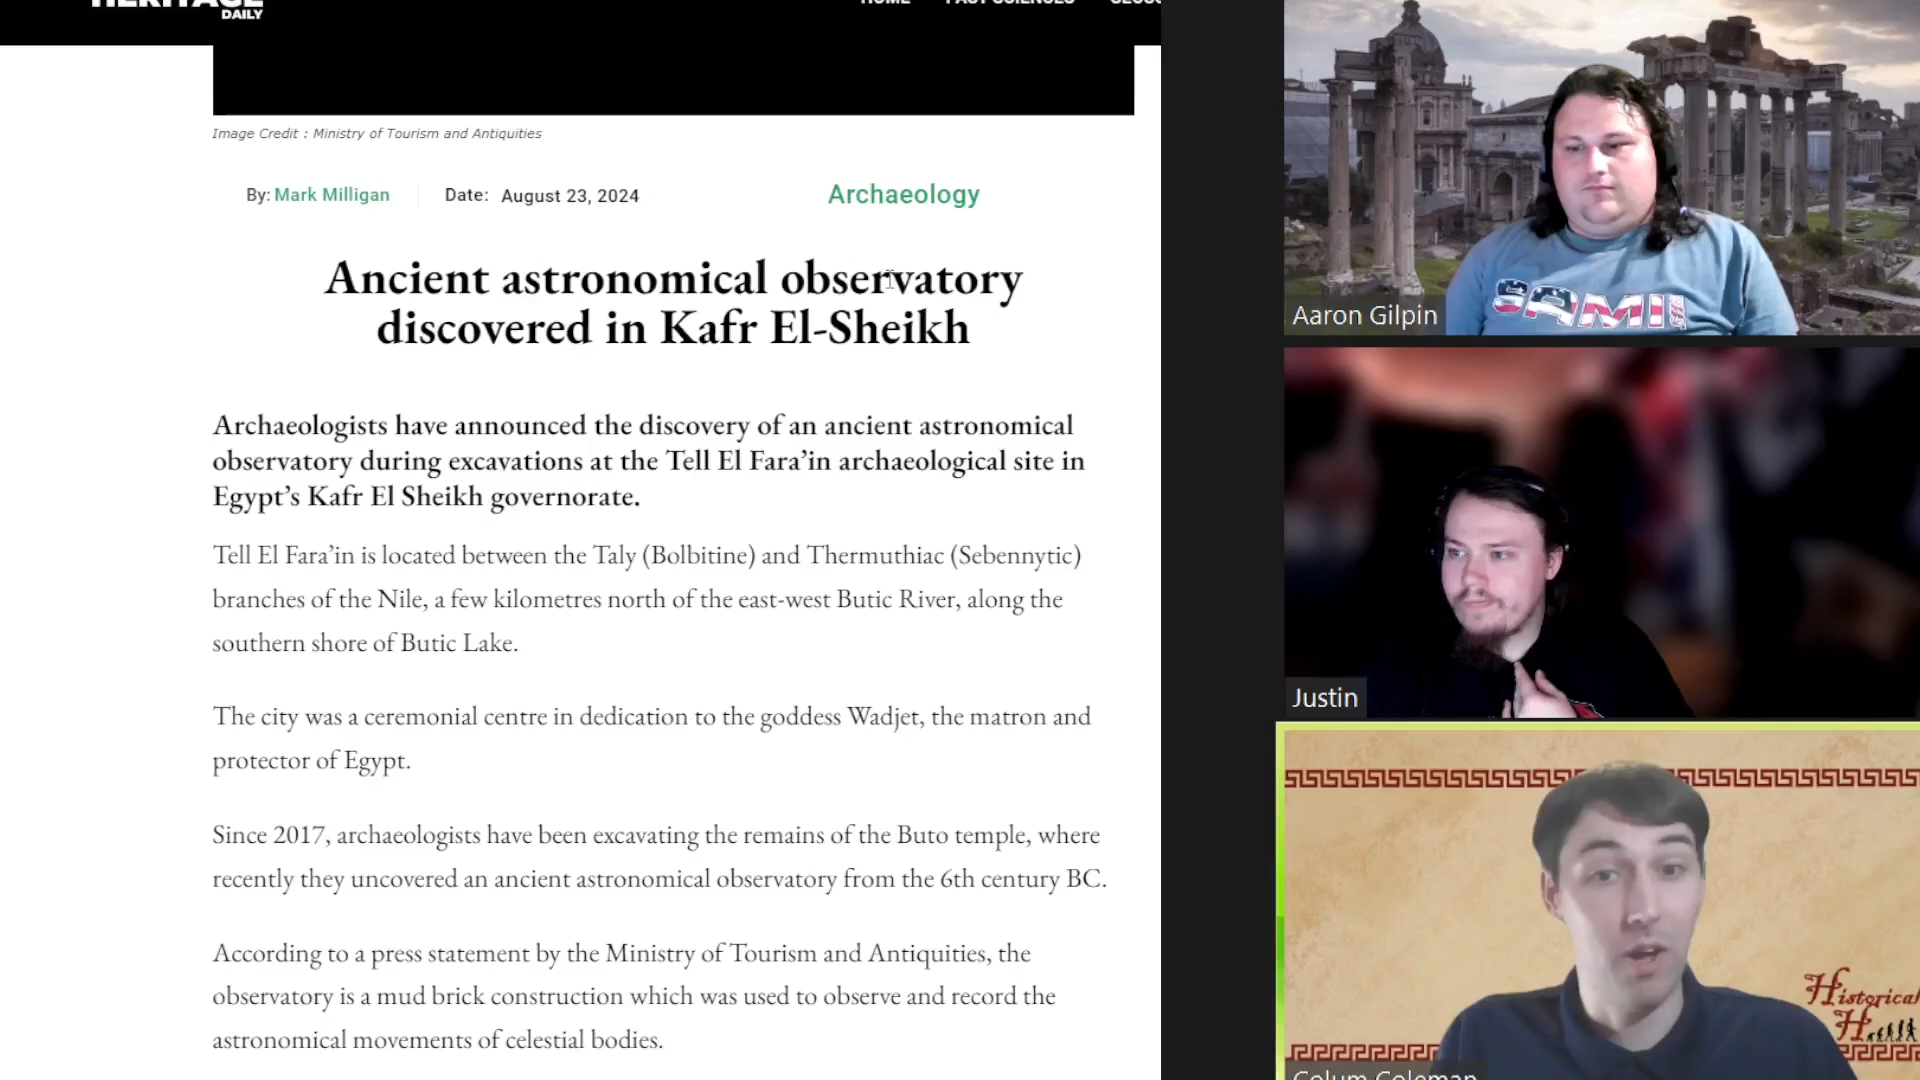 HERITAGE
DAILY
HOME PAST SCIENCES
Image Credit : Ministry of Tourism and Antiquities
By: Mark Milligan Date: August 23, 2024 Archaeology
Ancient astronomical observatory
discovered in Kafr El-Sheikh
Archaeologists have announced the discovery of an ancient astronomical
observatory during excavations at the Tell El Fara’in archaeological site in
Egypt’s Kafr El Sheikh governorate.
Tell El Fara’in is located between the Taly (Bolbitine) and Thermuthiac (Sebennytic)
branches of the Nile, a few kilometres north of the east-west Butic River, along the
southern shore of Butic Lake.
The city was a ceremonial centre in dedication to the goddess Wadjet, the matron and
protector of Egypt.
Since 2017, archaeologists have been excavating the remains of the Buto temple, where
recently they uncovered an ancient astronomical observatory from the 6th century BC.
According to a press statement by the Ministry of Tourism and Antiquities, the
observatory is a mud brick construction which was used to observe and record the
astronomical movements of celestial bodies.
Aaron Gilpin
SAMII
Justin
Historical
Colum Coleman